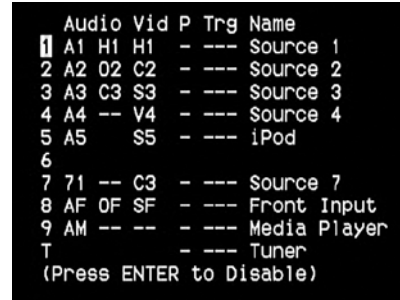 Audio Vid P Trg Name
1 A1 H1 H1 - --- Source 1
2 A2 O2 C2 - --- Source 2
3 A3 C3 S3 - --- Source 3
4 A4 -- V4 - --- Source 4
5 A5 S5 - --- iPod
6
7 71 -- C3 - --- Source 7
8 AF OF SF - --- Front Input
9 AM -- -- - --- Media Player
T - --- Tuner
(Press ENTER to Disable)